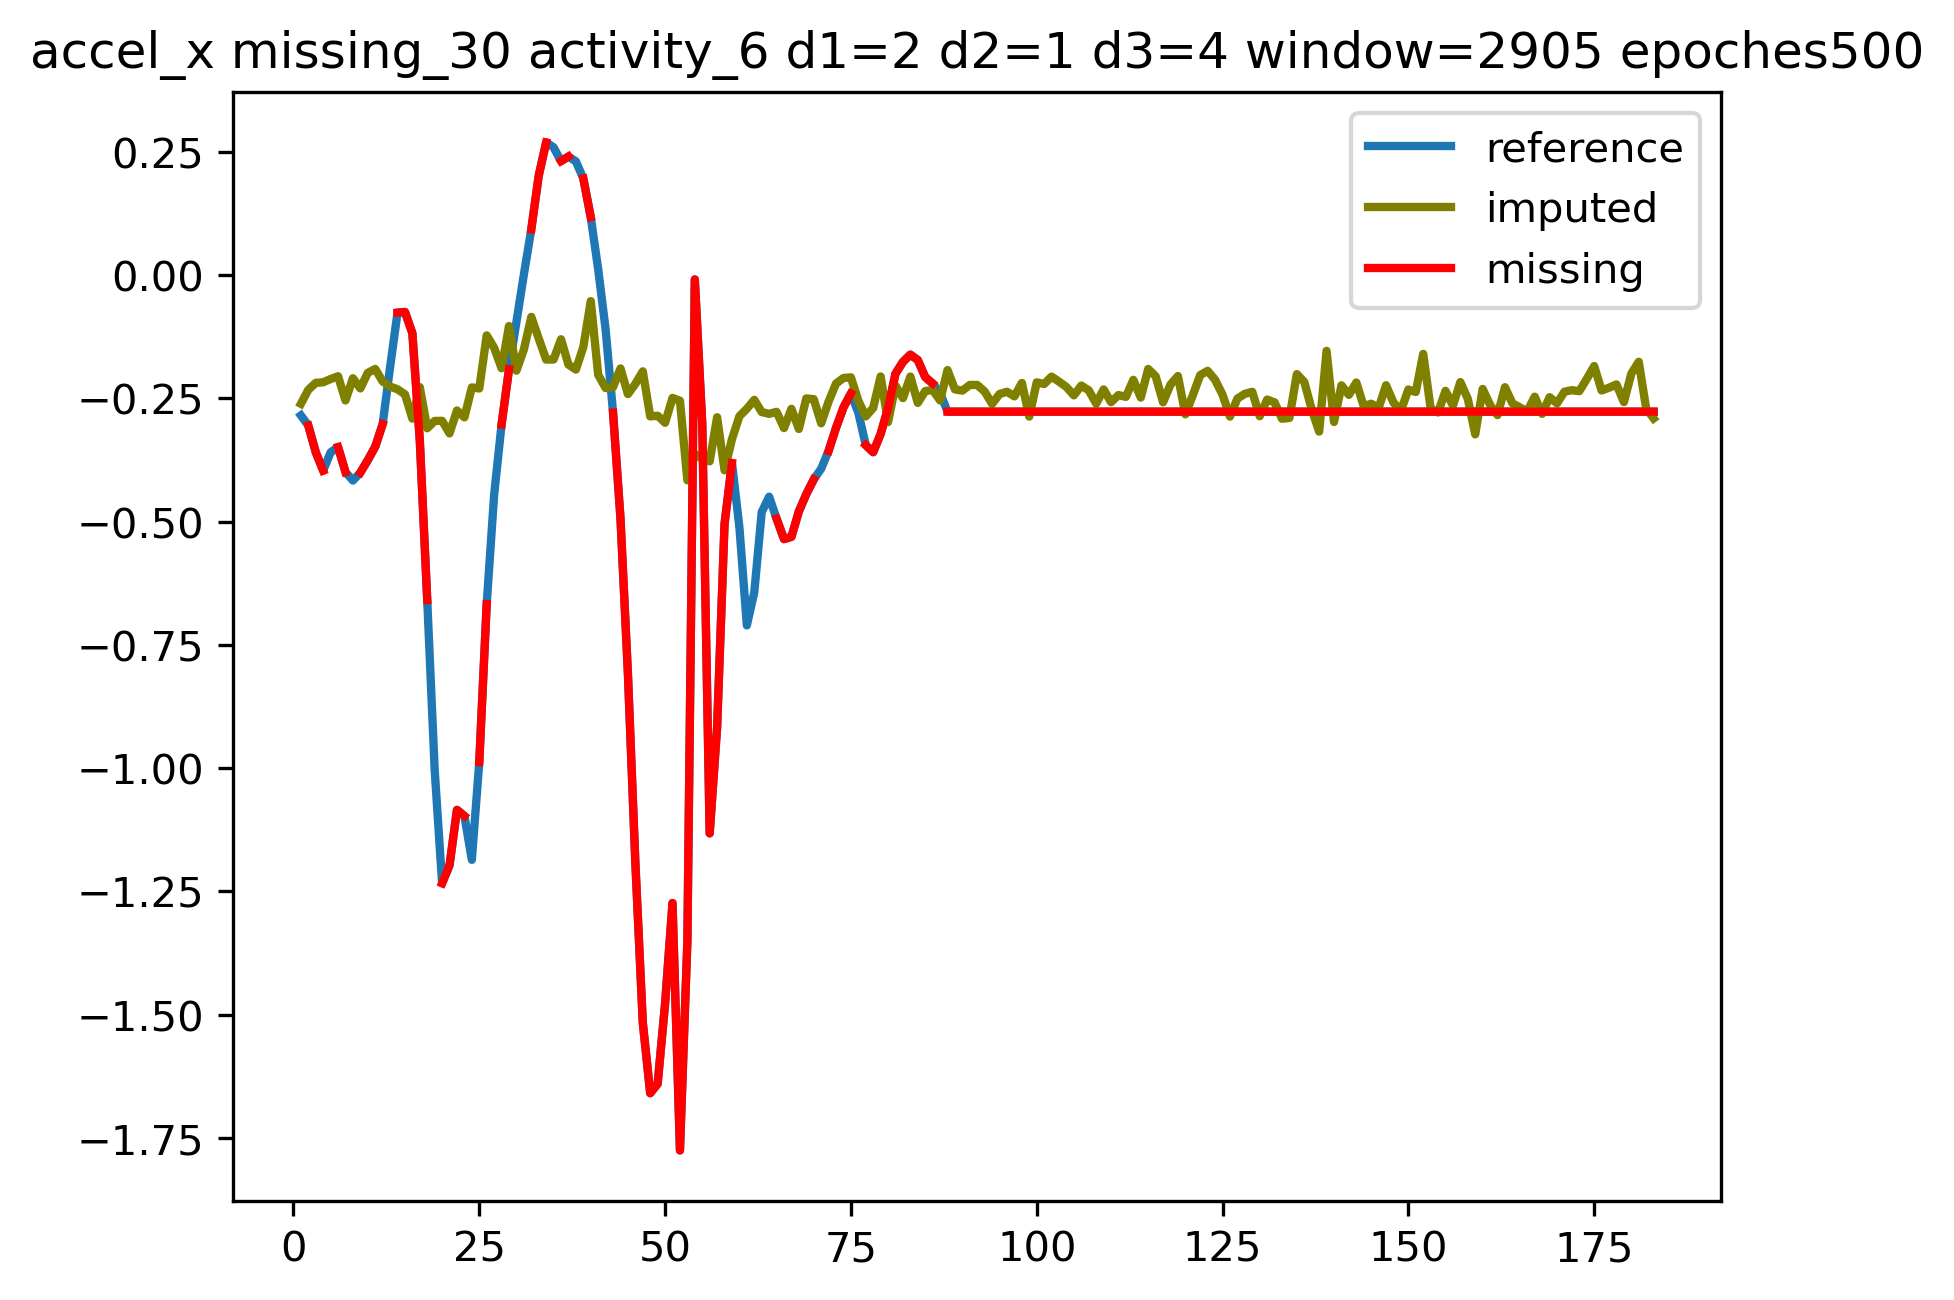 accel_x missing_30 activity_6 d1=2 d2=1 d3=4 window=2905 epoches500
reference
imputed
missing
0.25
0.00
−0.25
−0.50
−0.75
−1.00
−1.25
−1.50
−1.75
0 25 50 75 100 125 150 175